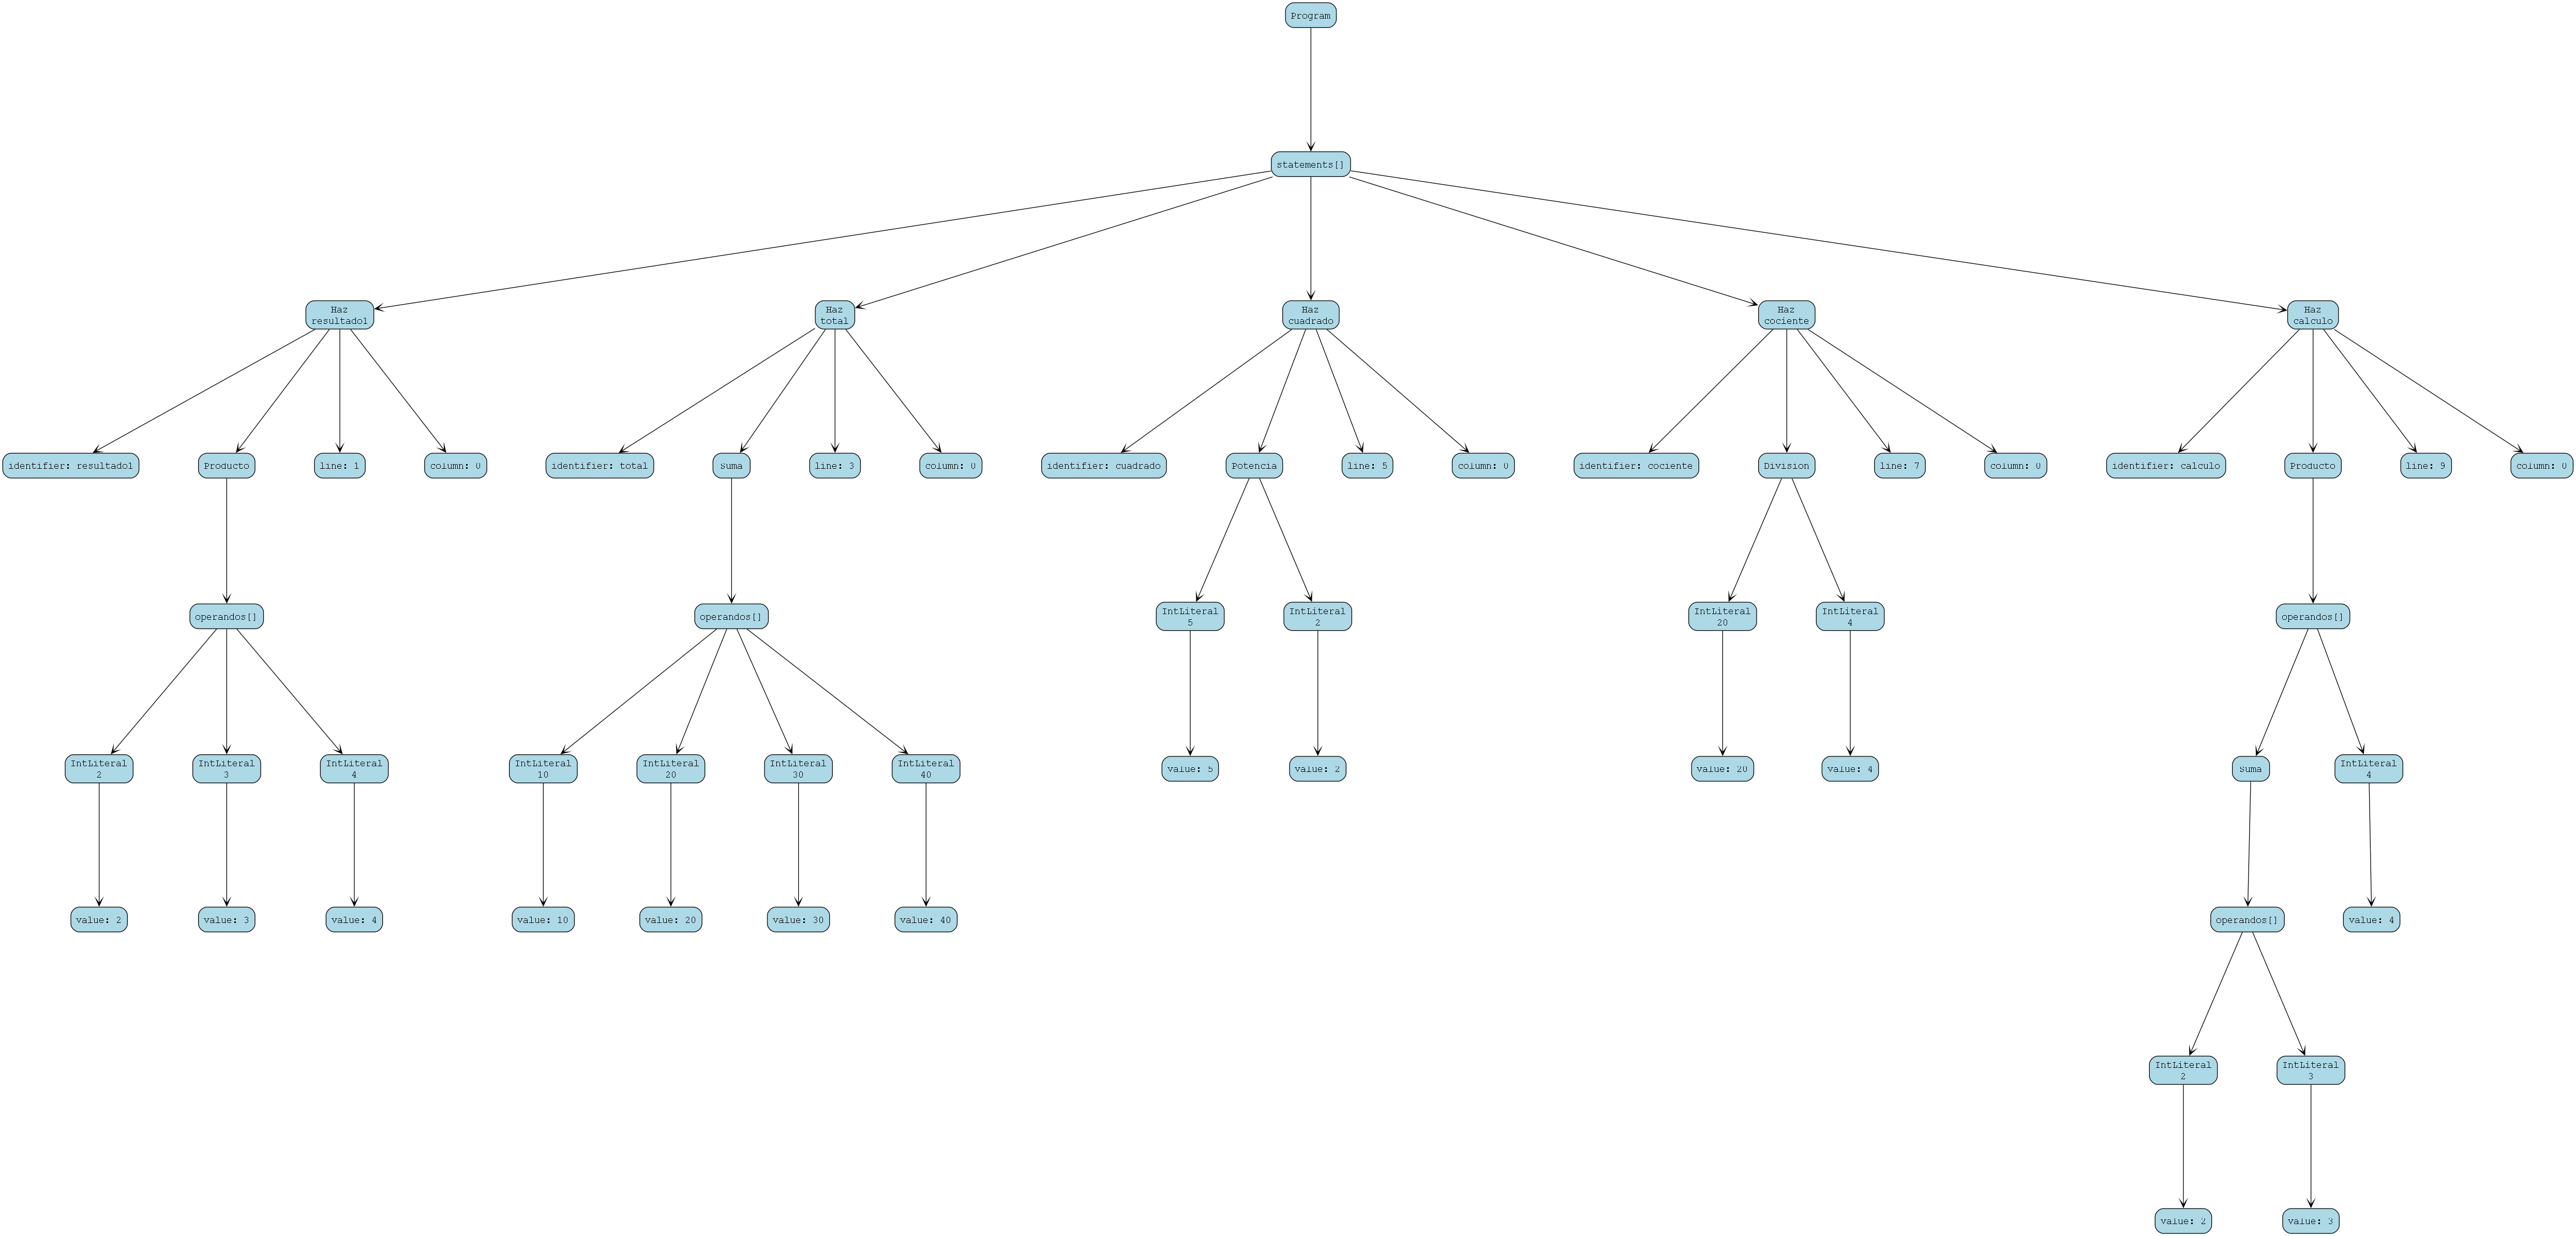 Program
statements[]
Haz
resultado1
Haz
total
Haz
cuadrado
Haz
cociente
Haz
calculo
identifier: resultado1
Producto
line: 1
column: 0
identifier: total
Suma
line: 3
column: 0
identifier: cuadrado
Potencia
line: 5
column: 0
identifier: cociente
Division
line: 7
column: 0
identifier: calculo
Producto
line: 9
column: 0
operandos[]
operandos[]
IntLiteral
5
IntLiteral
2
IntLiteral
20
IntLiteral
4
operandos[]
IntLiteral
2
IntLiteral
3
IntLiteral
4
IntLiteral
10
IntLiteral
20
IntLiteral
30
IntLiteral
40
value: 5
value: 2
value: 20
value: 4
Suma
IntLiteral
4
value: 2
value: 3
value: 4
value: 10
value: 20
value: 30
value: 40
operandos[]
value: 4
IntLiteral
2
IntLiteral
3
value: 2
value: 3